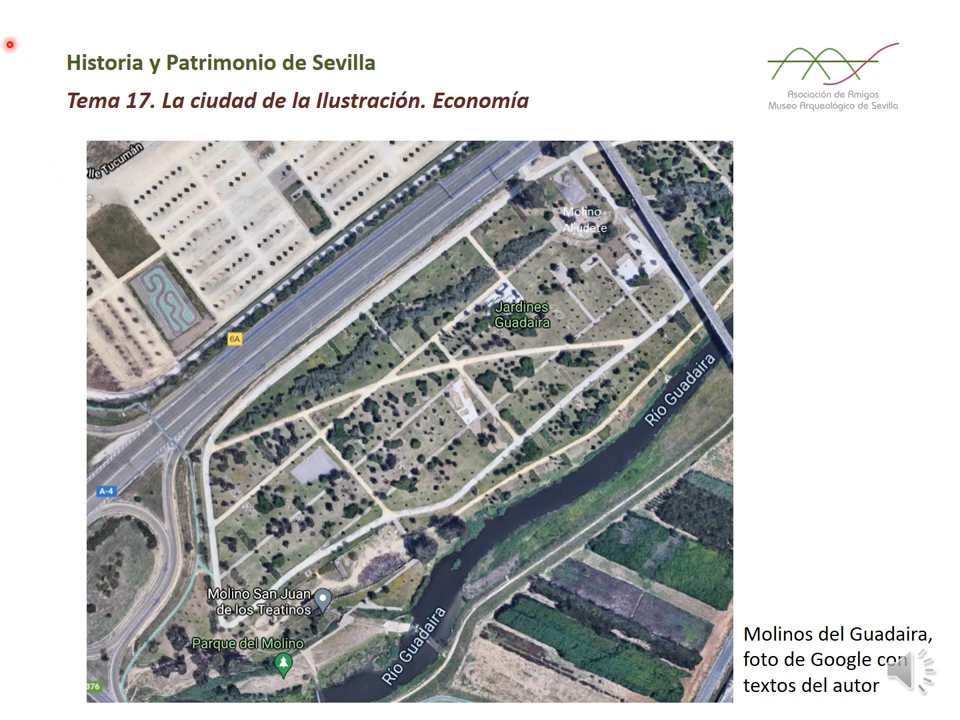 Historia y Patrimonio de Sevilla
Tema 17. La ciudad de la Ilustración. Economía
Asociación de Amigos
Museo Arqueológico de Sevilla
lle Tucumán
Molino
Aljudete
Jardines
Guadaira
6A
Río Guadaira
A-4
Molino San Juan
de los Teatinos
Río Guadaira
Parque del Molino
376
Molinos del Guadaira,
foto de Google con
textos del autor